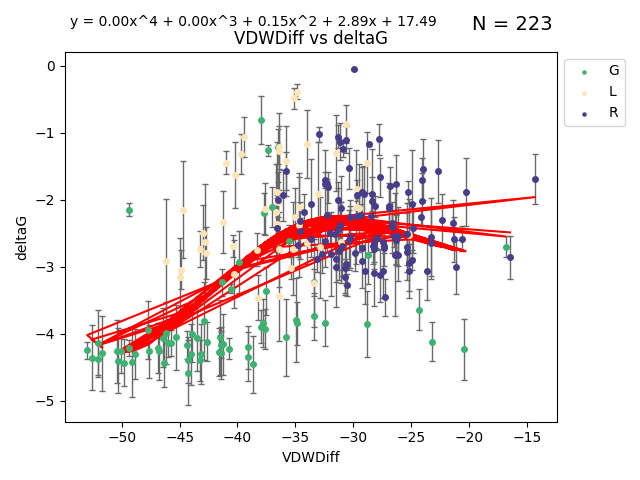 y = 0.00x^4 + 0.00x^3 + 0.15x^2 + 2.89x + 17.49
N = 223
VDWDiff vs deltaG
G
L
R
deltaG
0
−1
−2
−3
−4
−5
−50
−45
−40
−35
−30
−25
−20
−15
VDWDiff